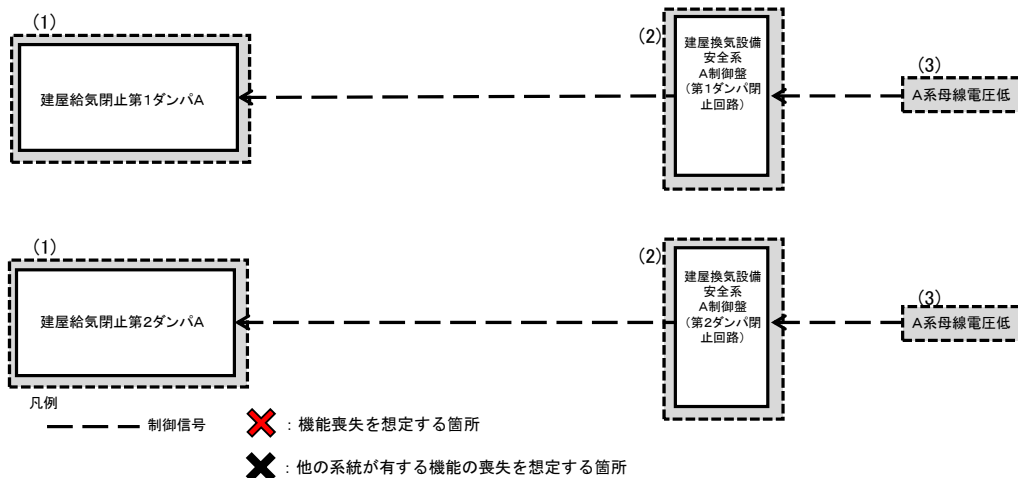 (1)
建屋給気閉止第1ダンパA
(2)
建屋換気設備
安全系
A制御盤
(第1ダンパ閉
止回路)
(3)
A系母線電圧低
(1)
建屋給気閉止第2ダンパA
(2)
建屋換気設備
安全系
A制御盤
(第2ダンパ閉
止回路)
(3)
A系母線電圧低
凡例
制御信号
：機能喪失を想定する箇所
：他の系統が有する機能の喪失を想定する箇所